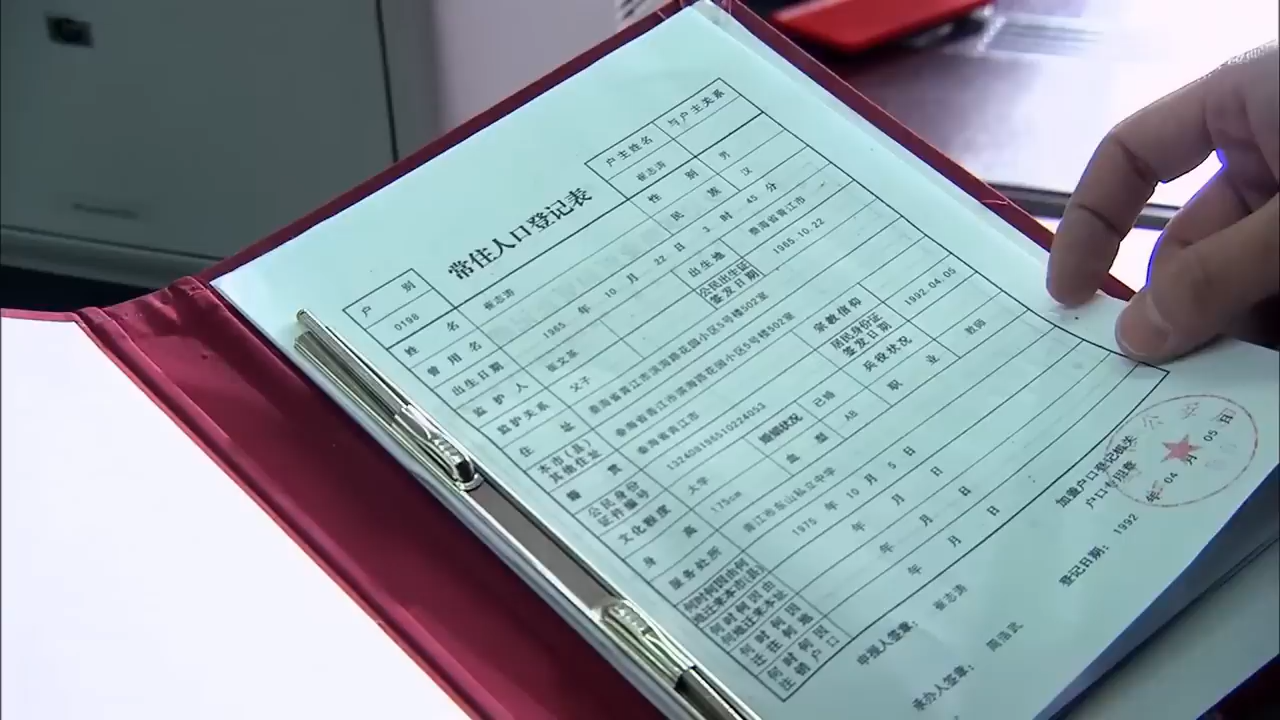 常住人口登记表
户别 0198 户主姓名 崔志涛 与户主关系
姓名 崔志涛 性别 男
曾用名 民族 汉
出生日期 1965 年 10 月 22 日 3 时 45 分
监护人 张文革 出生地 渤海省青江市
监护关系 父子 公民出生证签发日期 1965.10.22
住址 渤海省青江市滨海路花园小区5号楼502室
本市(县)其他住址 渤海省青江市滨海路花园小区5号楼502室
籍贯 渤海省青江市 宗教信仰
公民身份证件编号 132408196510224053 居民身份证签发日期 1992.04.05
文化程度 大学 婚姻状况 已婚 兵役状况
身高 175cm 血型 AB 职业 教师
服务处所 青江市东山私立中学
何时何因由何地迁来本市(县) 1975 年 10 月 5 日
何时何因由何地迁来本址 年 月 日
何时何因迁往何地 年 月 日
何时何因注销户口 年 月 日
申报人签章: 崔志涛
加盖户口登记机关
户口专用章
承办人签章: 周浩武
登记日期: 1992 年 04 月 05 日